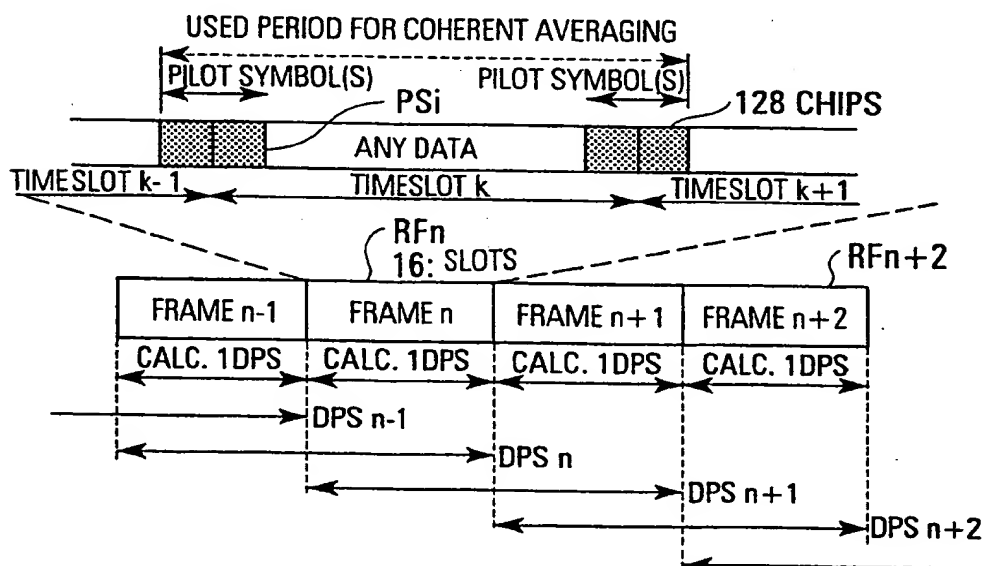 USED PERIOD FOR COHERENT AVERAGING
PILOT SYMBOL(S) PILOT SYMBOL(S)
PSi 128 CHIPS
ANY DATA
TIMESLOT k-1 TIMESLOT k TIMESLOT k+1
RFn
16: SLOTS RFn+2
FRAME n-1 FRAME n FRAME n+1 FRAME n+2
CALC. 1DPS CALC. 1DPS CALC. 1DPS CALC. 1DPS
DPS n-1
DPS n
DPS n+1
DPS n+2